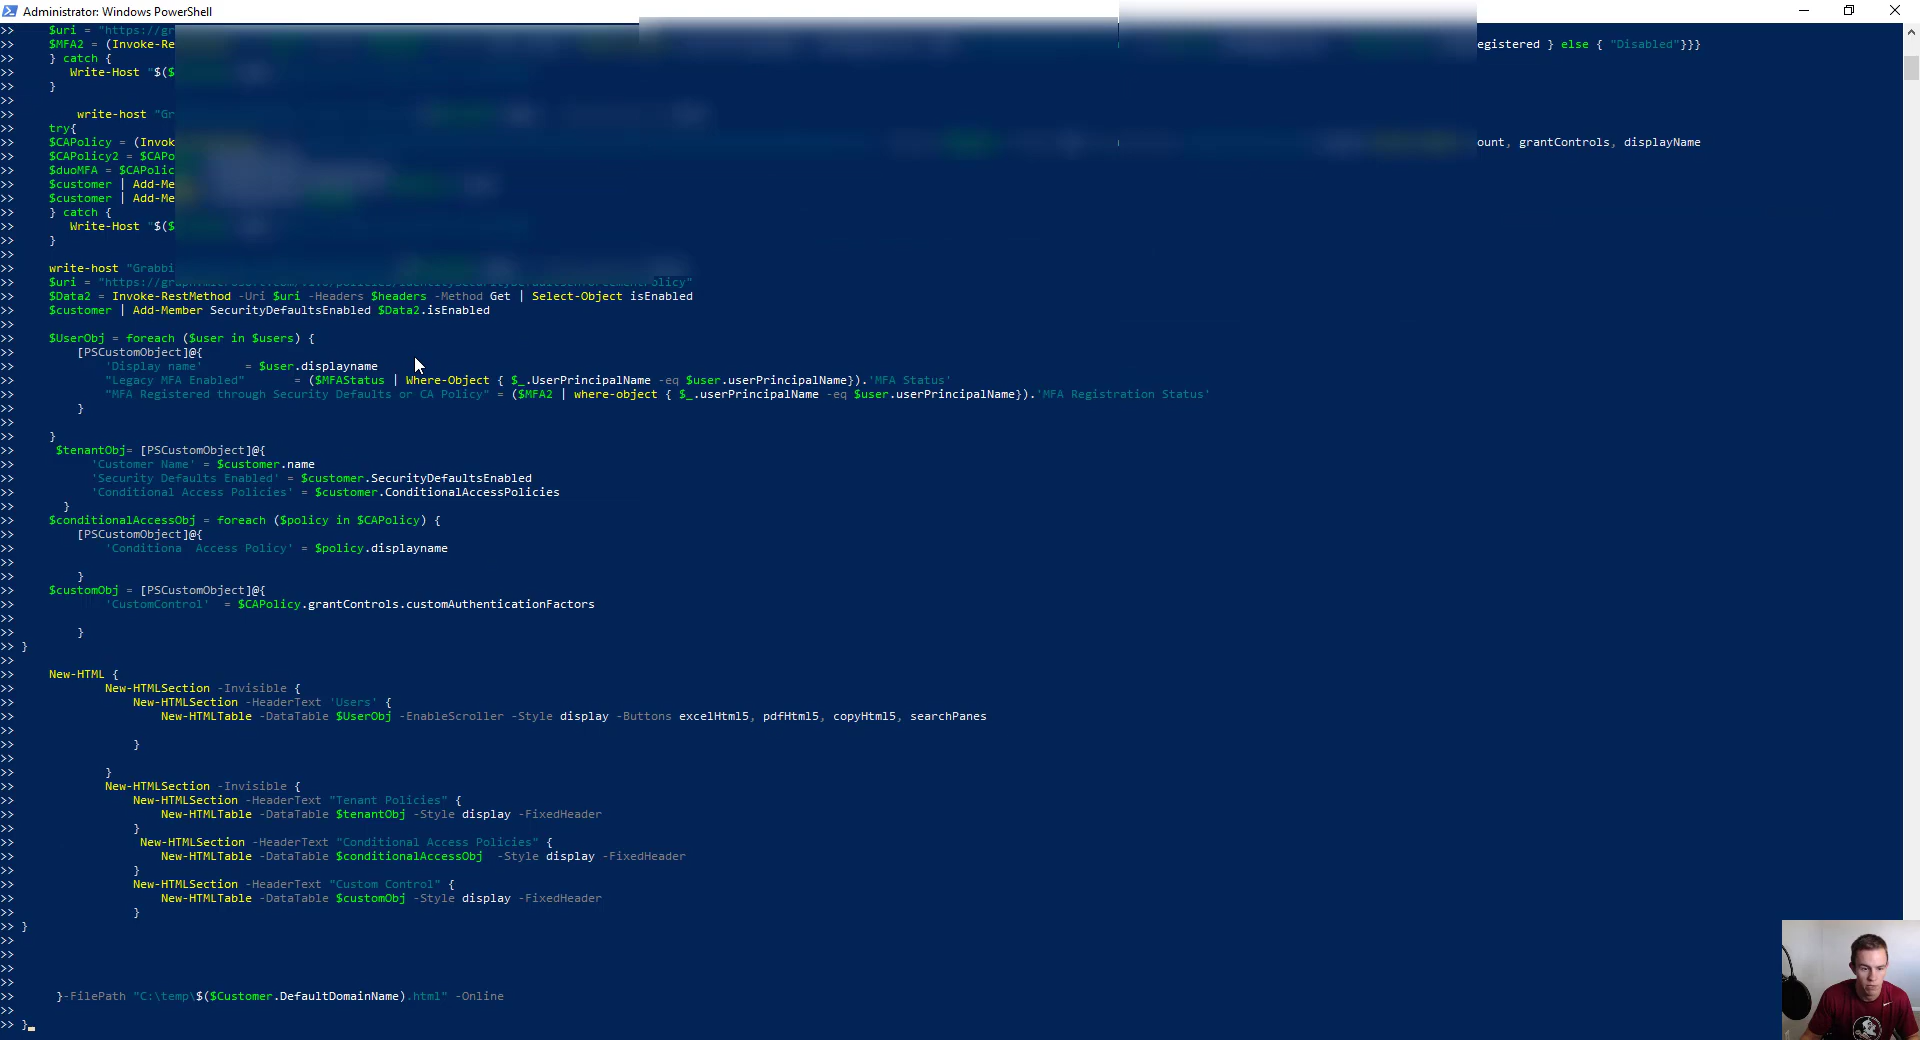 Administrator: Windows PowerShell
>> $uri = "https://gr
>> $MFA2 = (Invoke-Re egistered } else { "Disabled"}}}
>> } catch {
>> Write-Host "$($
>> }
>>
>> write-host "Gr
>> try{
>> $CAPolicy = (Invok ount, grantControls, displayName
>> $CAPolicy2 = $CAPo
>> $duoMFA = $CAPolic
>> $customer | Add-Me
>> $customer | Add-Me
>> } catch {
>> Write-Host "$($
>> }
>>
>> write-host "Grabbi
>> $uri = "https://gr
>> $Data2 = Invoke-RestMethod -Uri $uri -Headers $headers -Method Get | Select-Object isEnabled
>> $customer | Add-Member SecurityDefaultsEnabled $Data2.isEnabled
>>
>> $UserObj = foreach ($user in $users) {
>> [PSCustomObject]@{
>> 'Display name' = $user.displayname
>> "Legacy MFA Enabled" = ($MFAStatus | Where-Object { $_.UserPrincipalName -eq $user.userPrincipalName}).'MFA Status'
>> "MFA Registered through Security Defaults or CA Policy" = ($MFA2 | where-object { $_.userPrincipalName -eq $user.userPrincipalName}).'MFA Registration Status'
>> }
>>
>> }
>> $tenantObj= [PSCustomObject]@{
>> 'Customer Name' = $customer.name
>> 'Security Defaults Enabled' = $customer.SecurityDefaultsEnabled
>> 'Conditional Access Policies' = $customer.ConditionalAccessPolicies
>> }
>> $conditionalAccessObj = foreach ($policy in $CAPolicy) {
>> [PSCustomObject]@{
>> 'Conditiona  Access Policy' = $policy.displayname
>>
>> }
>> $customObj = [PSCustomObject]@{
>> 'CustomControl' = $CAPolicy.grantControls.customAuthenticationFactors
>>
>> }
>> }
>>
>> New-HTML {
>> New-HTMLSection -Invisible {
>> New-HTMLSection -HeaderText 'Users' {
>> New-HTMLTable -DataTable $UserObj -EnableScroller -Style display -Buttons excelHtml5, pdfHtml5, copyHtml5, searchPanes
>>
>> }
>>
>> }
>> New-HTMLSection -Invisible {
>> New-HTMLSection -HeaderText "Tenant Policies" {
>> New-HTMLTable -DataTable $tenantObj -Style display -FixedHeader
>> }
>> New-HTMLSection -HeaderText "Conditional Access Policies" {
>> New-HTMLTable -DataTable $conditionalAccessObj -Style display -FixedHeader
>> }
>> New-HTMLSection -HeaderText "Custom Control" {
>> New-HTMLTable -DataTable $customObj -Style display -FixedHeader
>> }
>> }
>>
>>
>>
>>
>> }-FilePath "C:\temp\$($Customer.DefaultDomainName).html" -Online
>>
>> }